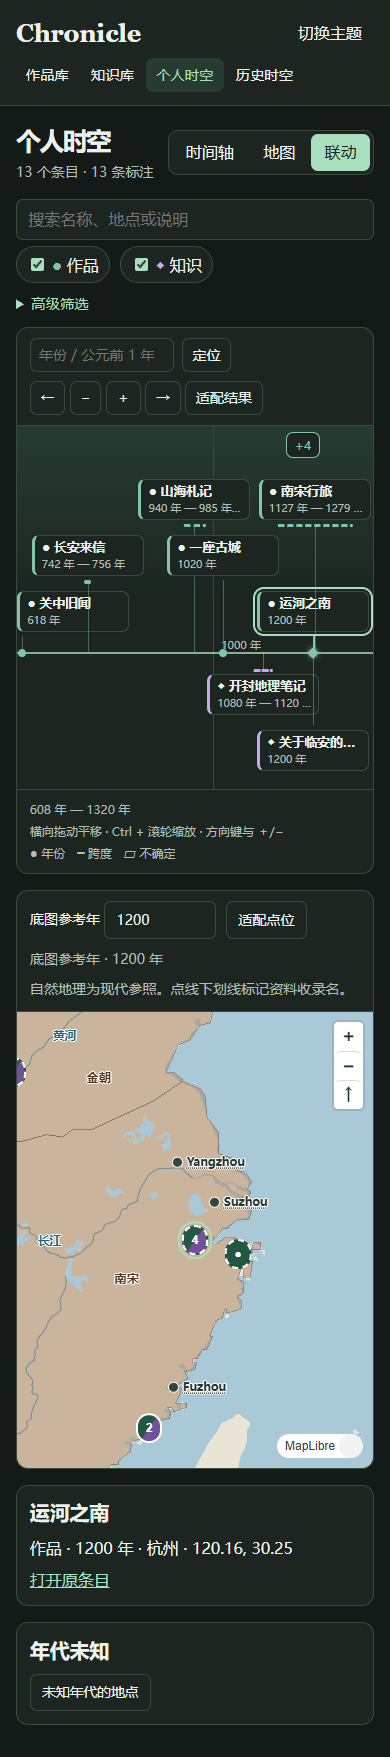 Chronicle
切换主题
作品库 知识库 个人时空 历史时空
个人时空
13 个条目 · 13 条标注
时间轴 地图 联动
搜索名称、地点或说明
● 作品
◆ 知识
▶ 高级筛选
年份 / 公元前 1 年
定位
← − + → 适配结果
+4
● 山海札记
940 年 — 985 年...
● 南宋行旅
1127 年 — 1279 ...
● 长安来信
742 年 — 756 年
● 一座古城
1020 年
● 关中旧闻
618 年
● 运河之南
1200 年
1000 年
◆ 开封地理笔记
1080 年 — 1120 ...
◆ 关于临安的...
1200 年
608 年 — 1320 年
横向拖动平移 · Ctrl + 滚轮缩放 · 方向键与 +/−
● 年份 ━ 跨度 ▱ 不确定
底图参考年 1200 适配点位
底图参考年 · 1200 年
自然地理为现代参照。点线下划线标记资料收录名。
黄河
金朝
+
−
↑
Yangzhou
Suzhou
长江
4
南宋
Fuzhou
2
MapLibre
运河之南
作品 · 1200 年 · 杭州 · 120.16, 30.25
打开原条目
年代未知
未知年代的地点